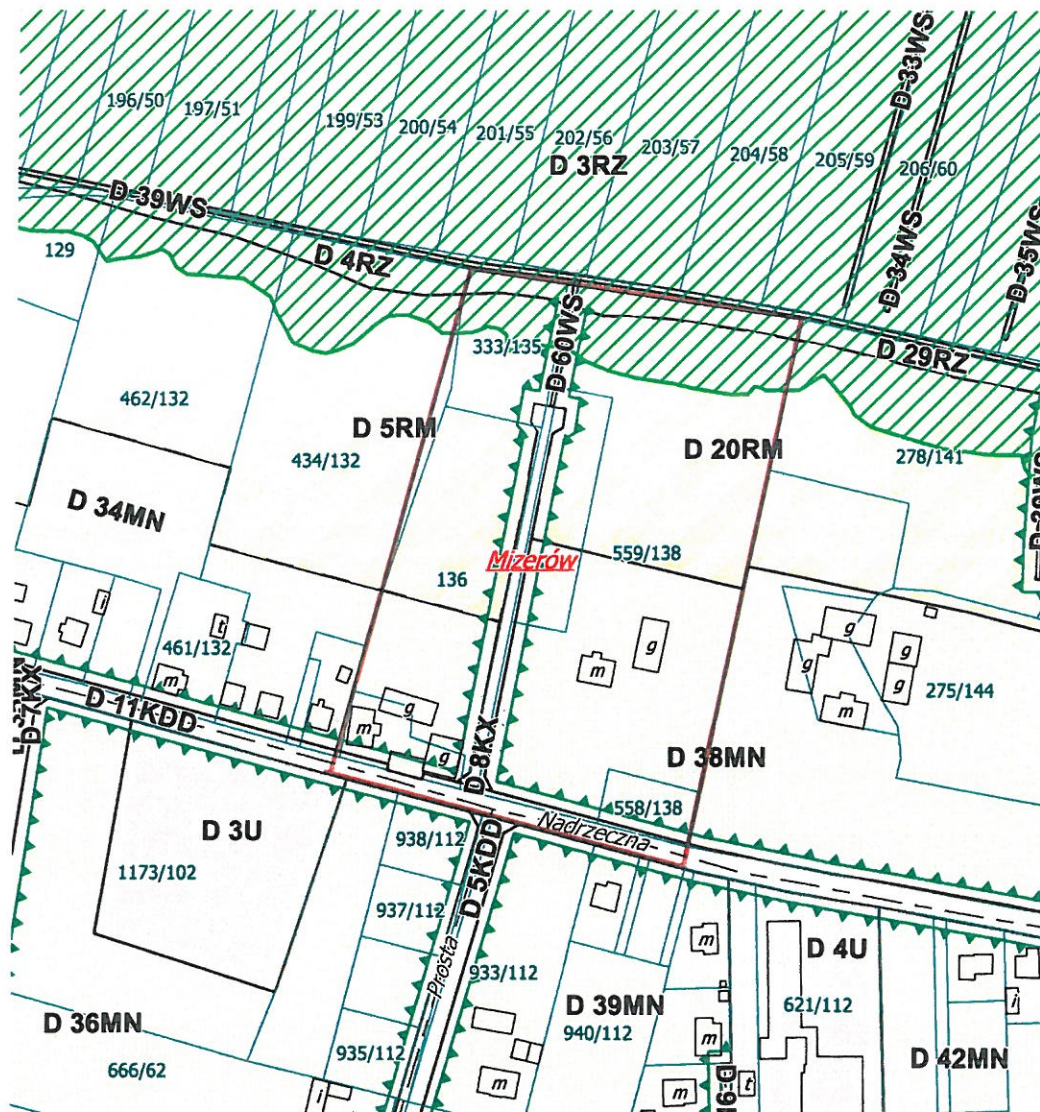 196/50
197/51
199/53
200/54
201/55
202/56
203/57
204/58
205/59
206/60
D 3RZ
D-33WS
D-34WS
D-35WS
D 39WS
D 4RZ
129
D-60WS
D 29RZ
333/135
462/132
D 5RM
434/132
D 20RM
278/141
D 34MN
Mizerów
559/138
136
i
tj
461/132
m
g
m
g
m
g
g
g
g
m
275/144
D-7KX
D 11KDD
D 8KX
D 38MN
558/138
Nadrzeczna
D 3U
938/112
D 5KDD
1173/102
937/112
Prosta
933/112
m
D 4U
D 36MN
D 39MN
940/112
621/112
i
666/62
935/112
m
D 42MN
i
m
m
t